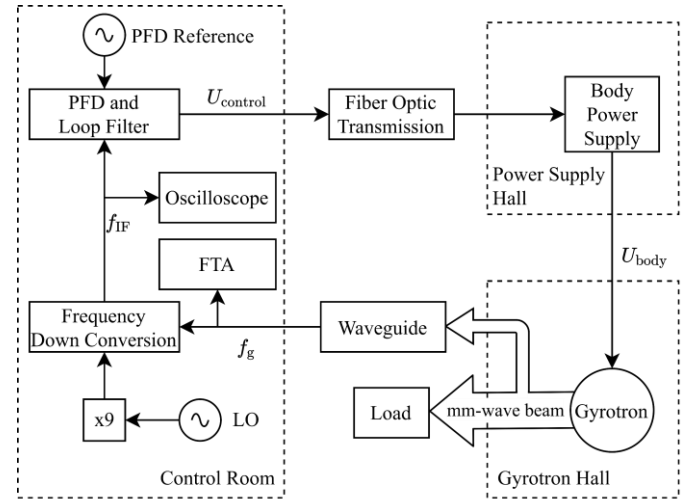 PFD Reference
PFD and
Loop Filter
U_control
Fiber Optic
Transmission
Body
Power
Supply
Power Supply
Hall
Oscilloscope
f_IF
FTA
U_body
Frequency
Down Conversion
f_g
Waveguide
x9
LO
Load
mm-wave beam
Gyrotron
Control Room
Gyrotron Hall